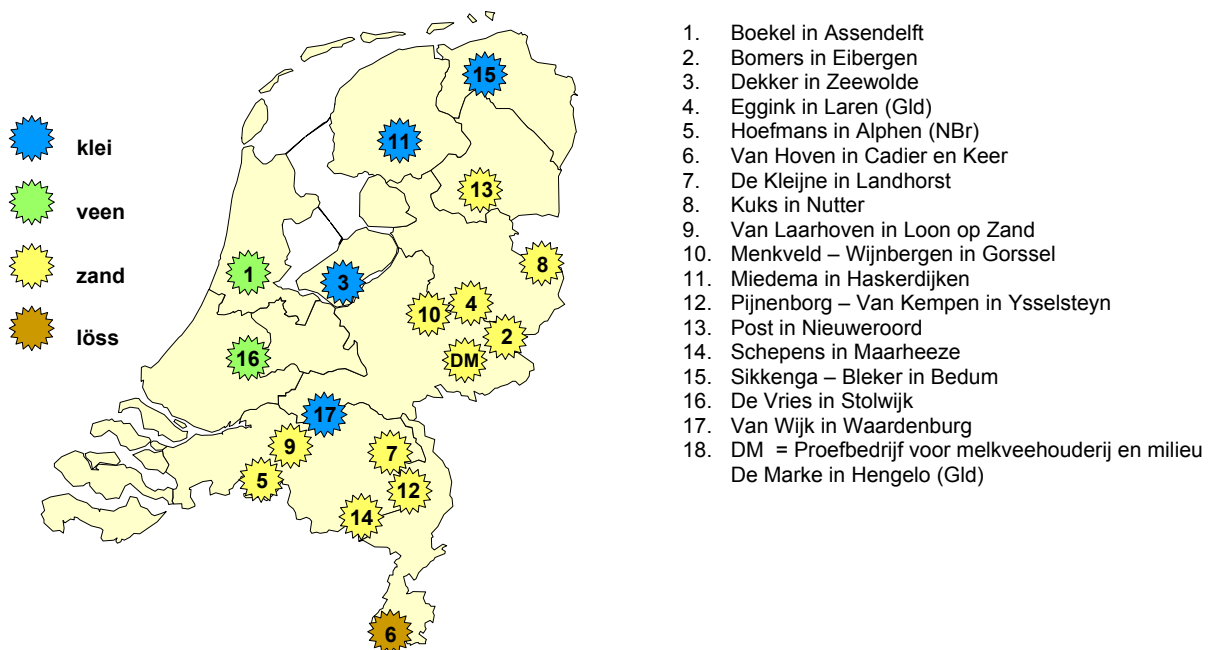 klei
veen
zand
löss
15
11
13
8
1
3
4
10
2
DM
16
17
9
7
5
12
14
6
1. Boekel in Assendelft
2. Bomers in Eibergen
3. Dekker in Zeewolde
4. Eggink in Laren (Gld)
5. Hoefmans in Alphen (NBr)
6. Van Hoven in Cadier en Keer
7. De Kleijne in Landhorst
8. Kuks in Nutter
9. Van Laarhoven in Loon op Zand
10. Menkveld – Wijnbergen in Gorssel
11. Miedema in Haskerdijken
12. Pijnenborg – Van Kempen in Ysselsteyn
13. Post in Nieuweroord
14. Schepens in Maarheeze
15. Sikkenga – Bleker in Bedum
16. De Vries in Stolwijk
17. Van Wijk in Waardenburg
18. DM = Proefbedrijf voor melkveehouderij en milieu
De Marke in Hengelo (Gld)